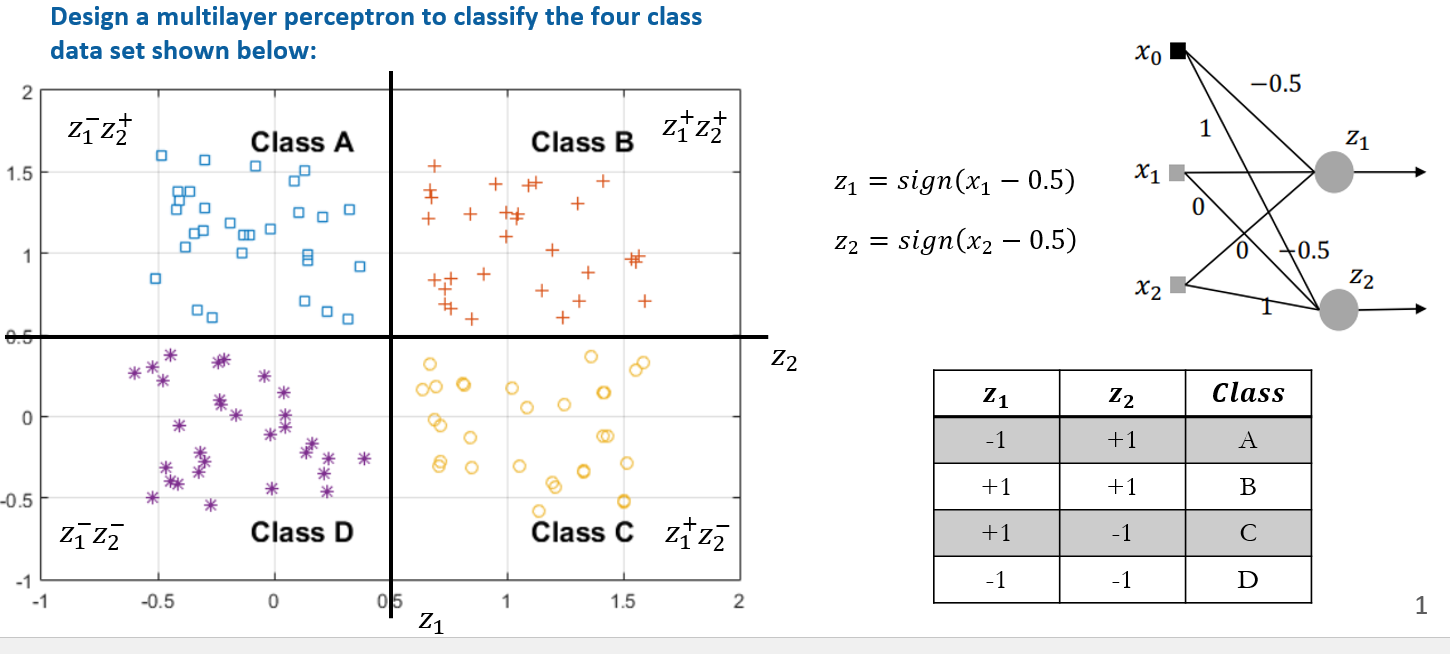 Design a multilayer perceptron to classify the four class
data set shown below:
z₁⁻z₂⁺
Class A
Class B
z₁⁺z₂⁺
2
1.5
1
0.5
0
-0.5
-1
z₁⁻z₂⁻
Class D
Class C
z₁⁺z₂⁻
-1
-0.5
0
0.5
1
1.5
2
z₁
z₂
z₁ = sign(x₁ − 0.5)
z₂ = sign(x₂ − 0.5)
x₀
−0.5
1
z₁
x₁
0
0
−0.5
z₂
x₂
1
z₁ z₂ Class
-1 +1 A
+1 +1 B
+1 -1 C
-1 -1 D
1